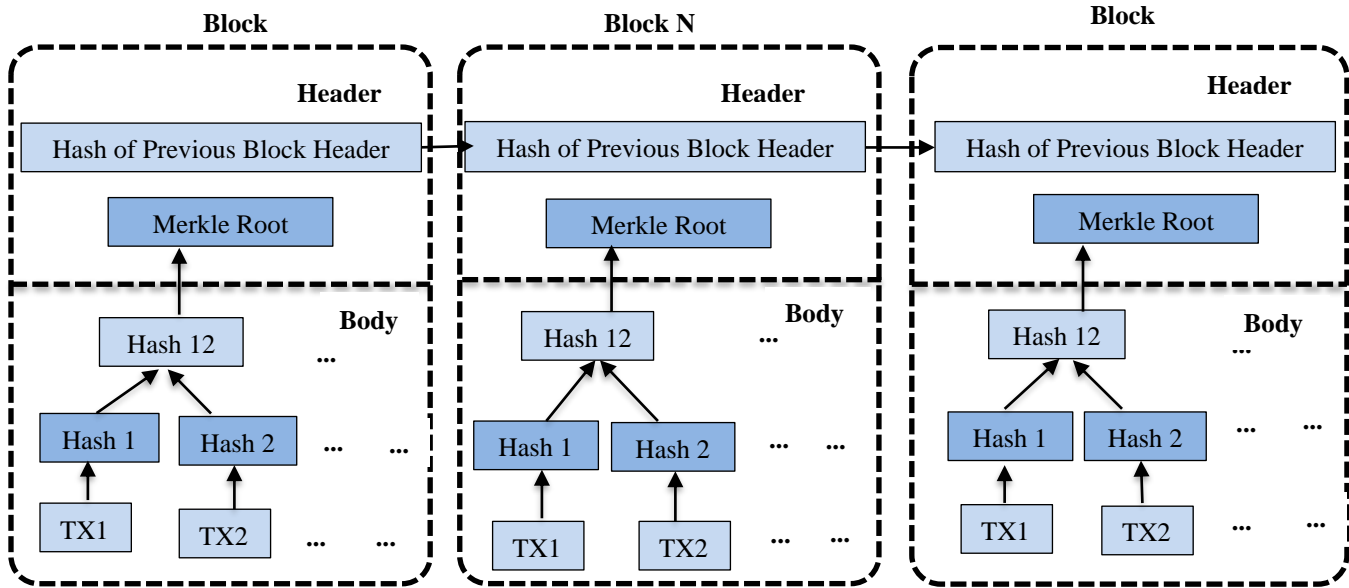 Block
Header
Hash of Previous Block Header
Merkle Root
Body
Hash 12
...
Hash 1
Hash 2
... ...
TX1
TX2
... ...
Block N
Header
Hash of Previous Block Header
Merkle Root
Body
Hash 12
...
Hash 1
Hash 2
... ...
TX1
TX2
... ...
Block
Header
Hash of Previous Block Header
Merkle Root
Body
Hash 12
...
Hash 1
Hash 2
... ...
TX1
TX2
... ...